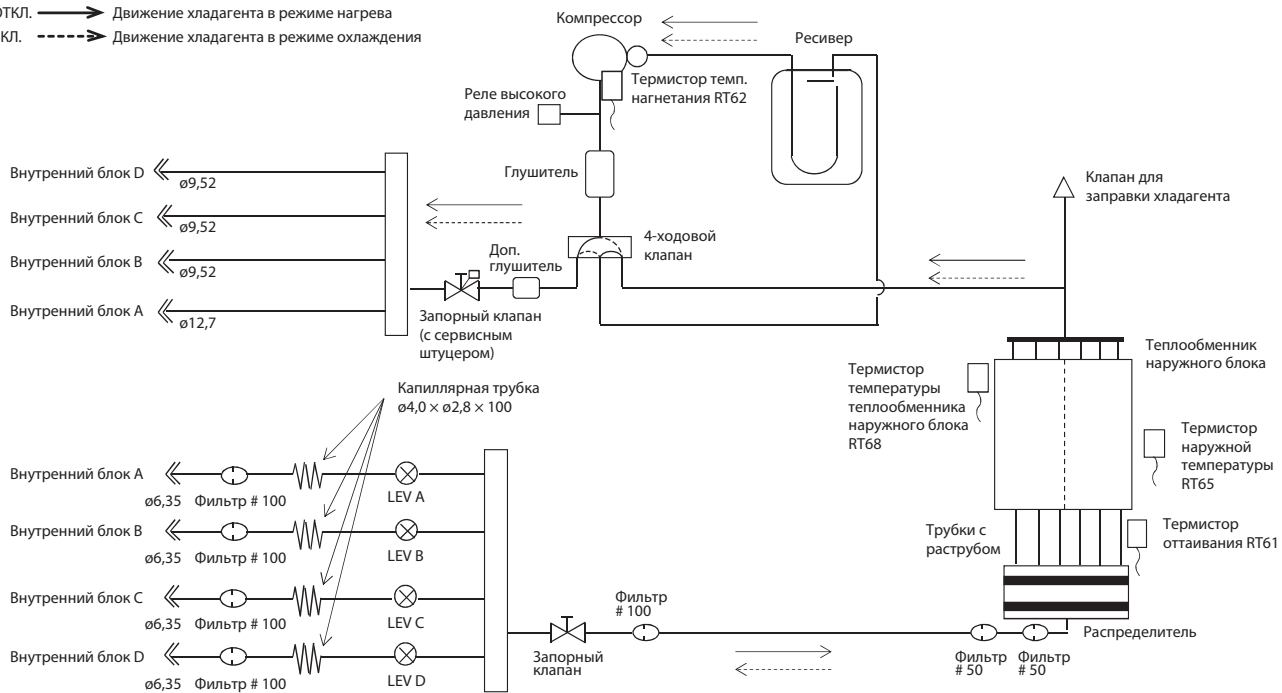 ОТКЛ. Движение хладагента в режиме нагрева
КЛ. Движение хладагента в режиме охлаждения
Компрессор
Ресивер
Термистор темп.
нагнетания RT62
Реле высокого
давления
Глушитель
4-ходовой
клапан
Доп.
глушитель
Запорный клапан
(с сервисным
штуцером)
Внутренний блок D
ø9,52
Внутренний блок C
ø9,52
Внутренний блок B
ø9,52
Внутренний блок A
ø12,7
Клапан для
заправки хладагента
Теплообменник
наружного блока
Термистор
температуры
теплообменника
наружного блока
RT68
Термистор
наружной
температуры
RT65
Трубки с
раструбом
Термистор
оттаивания RT61
Распределитель
Капиллярная трубка
ø4,0 × ø2,8 × 100
Внутренний блок A
ø6,35 Фильтр # 100
LEV A
Внутренний блок B
ø6,35 Фильтр # 100
LEV B
Внутренний блок C
ø6,35 Фильтр # 100
LEV C
Внутренний блок D
ø6,35 Фильтр # 100
LEV D
Запорный
клапан
Фильтр
# 100
Фильтр
# 50
Фильтр
# 50